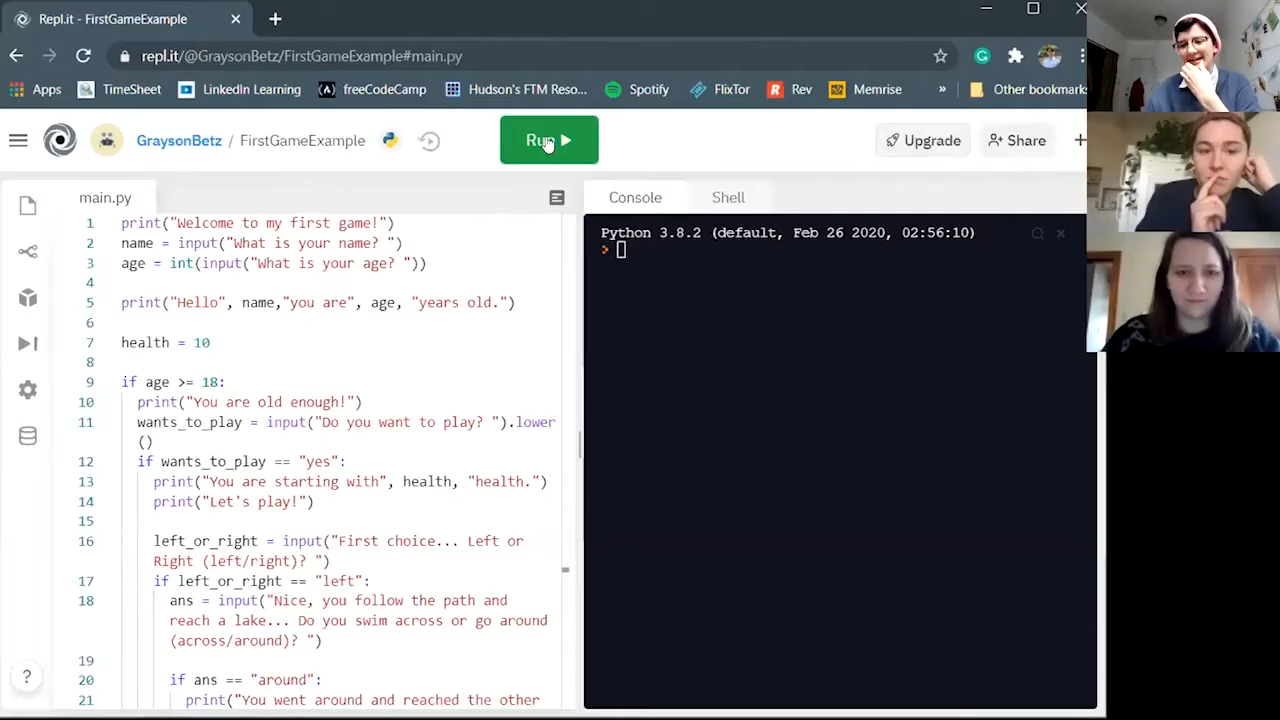 Repl.it - FirstGameExample
repl.it/@GraysonBetz/FirstGameExample#main.py
Apps TimeSheet LinkedIn Learning freeCodeCamp Hudson's FTM Reso... Spotify FlixTor Rev Memrise » Other bookmarks
GraysonBetz / FirstGameExample Run Upgrade Share
main.py
Console Shell
1 print("Welcome to my first game!")
2 name = input("What is your name? ")
3 age = int(input("What is your age? "))
4
5 print("Hello", name,"you are", age, "years old.")
6
7 health = 10
8
9 if age >= 18:
10 print("You are old enough!")
11 wants_to_play = input("Do you want to play? ").lower
()
12 if wants_to_play == "yes":
13 print("You are starting with", health, "health.")
14 print("Let's play!")
15
16 left_or_right = input("First choice... Left or
Right (left/right)? ")
17 if left_or_right == "left":
18 ans = input("Nice, you follow the path and
reach a lake... Do you swim across or go around
(across/around)? ")
19
20 if ans == "around":
21 print("You went around and reached the other
Python 3.8.2 (default, Feb 26 2020, 02:56:10)
>
?